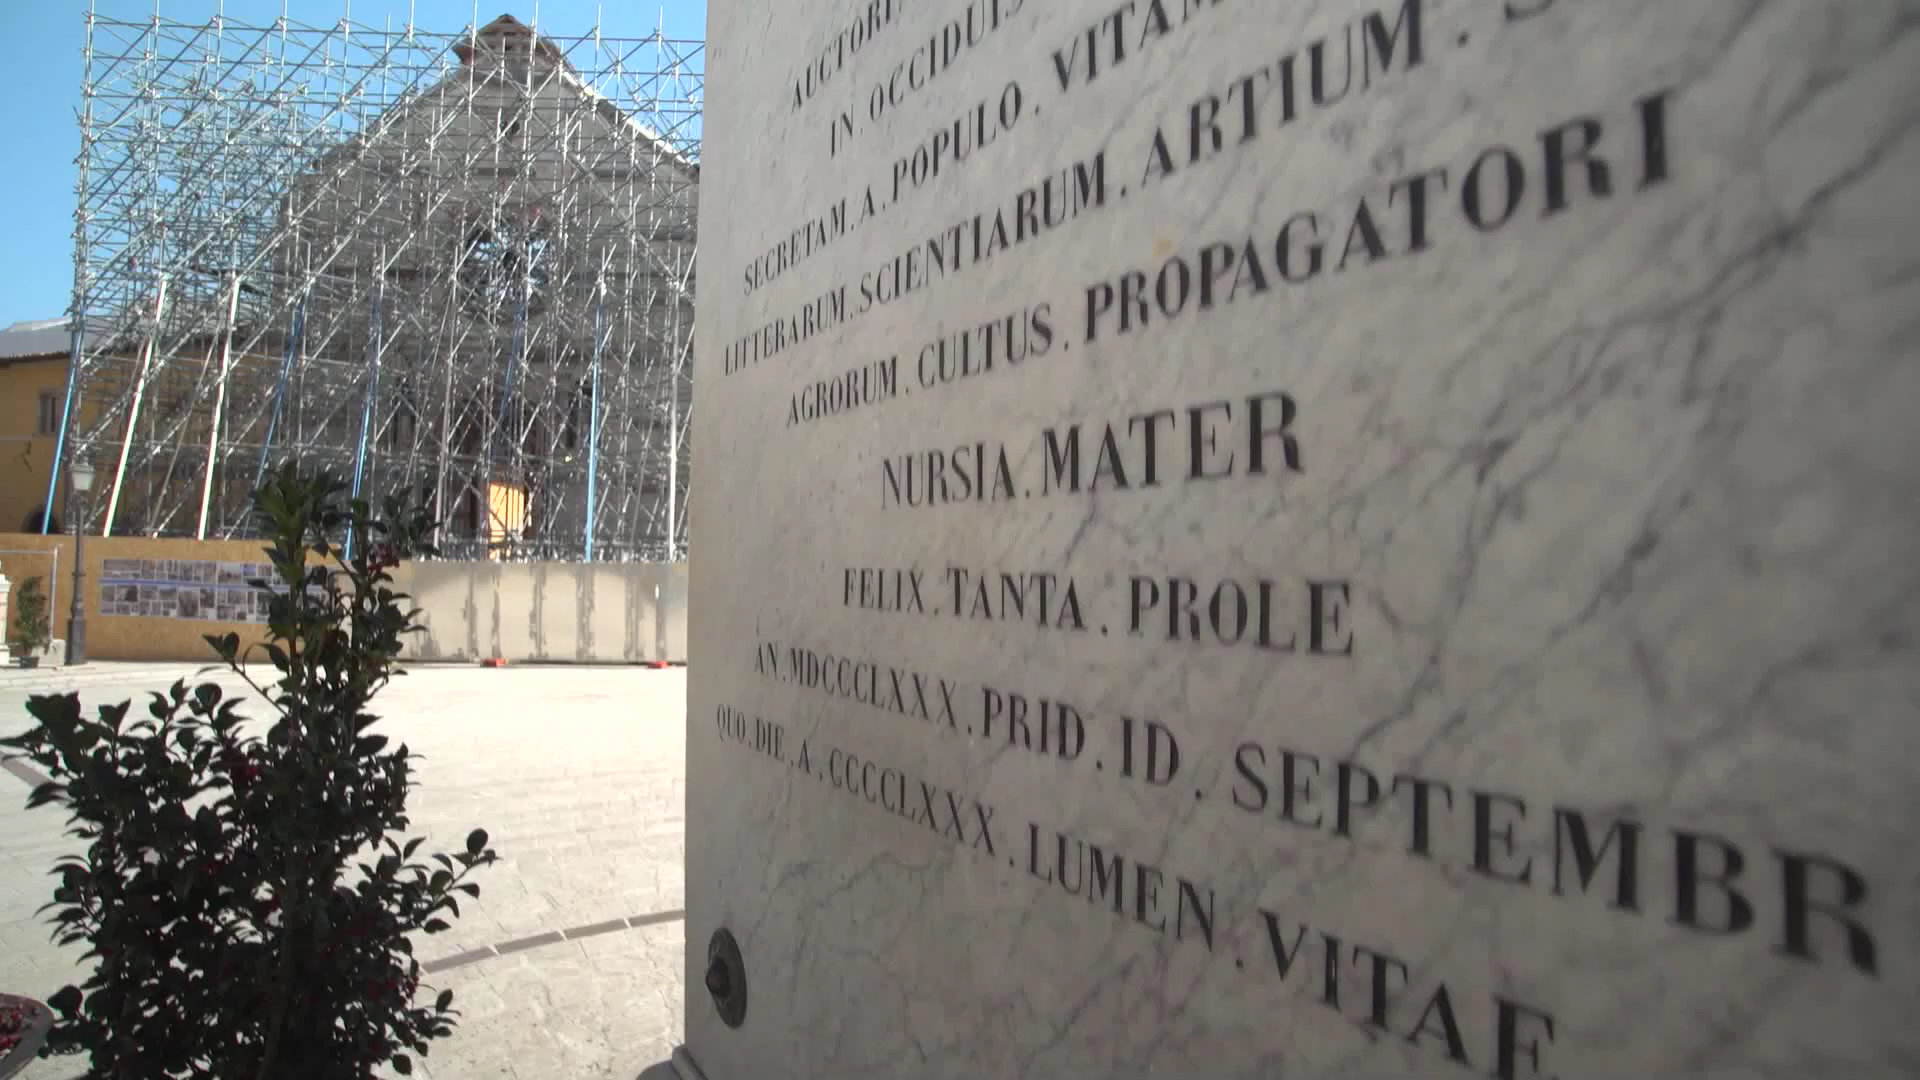 IN . OCCIDUIS
SECRETAM . A . POPULO . VITAM
LITTERARUM . SCIENTIARUM . ARTIUM .
AGRORUM . CULTUS . PROPAGATORI
NURSIA . MATER
FELIX . TANTA . PROLE
AN . MDCCCLXXX . PRID . ID . SEPTEMBR
QUO . DIE . A . CCCCLXXX . LUMEN . VITAE